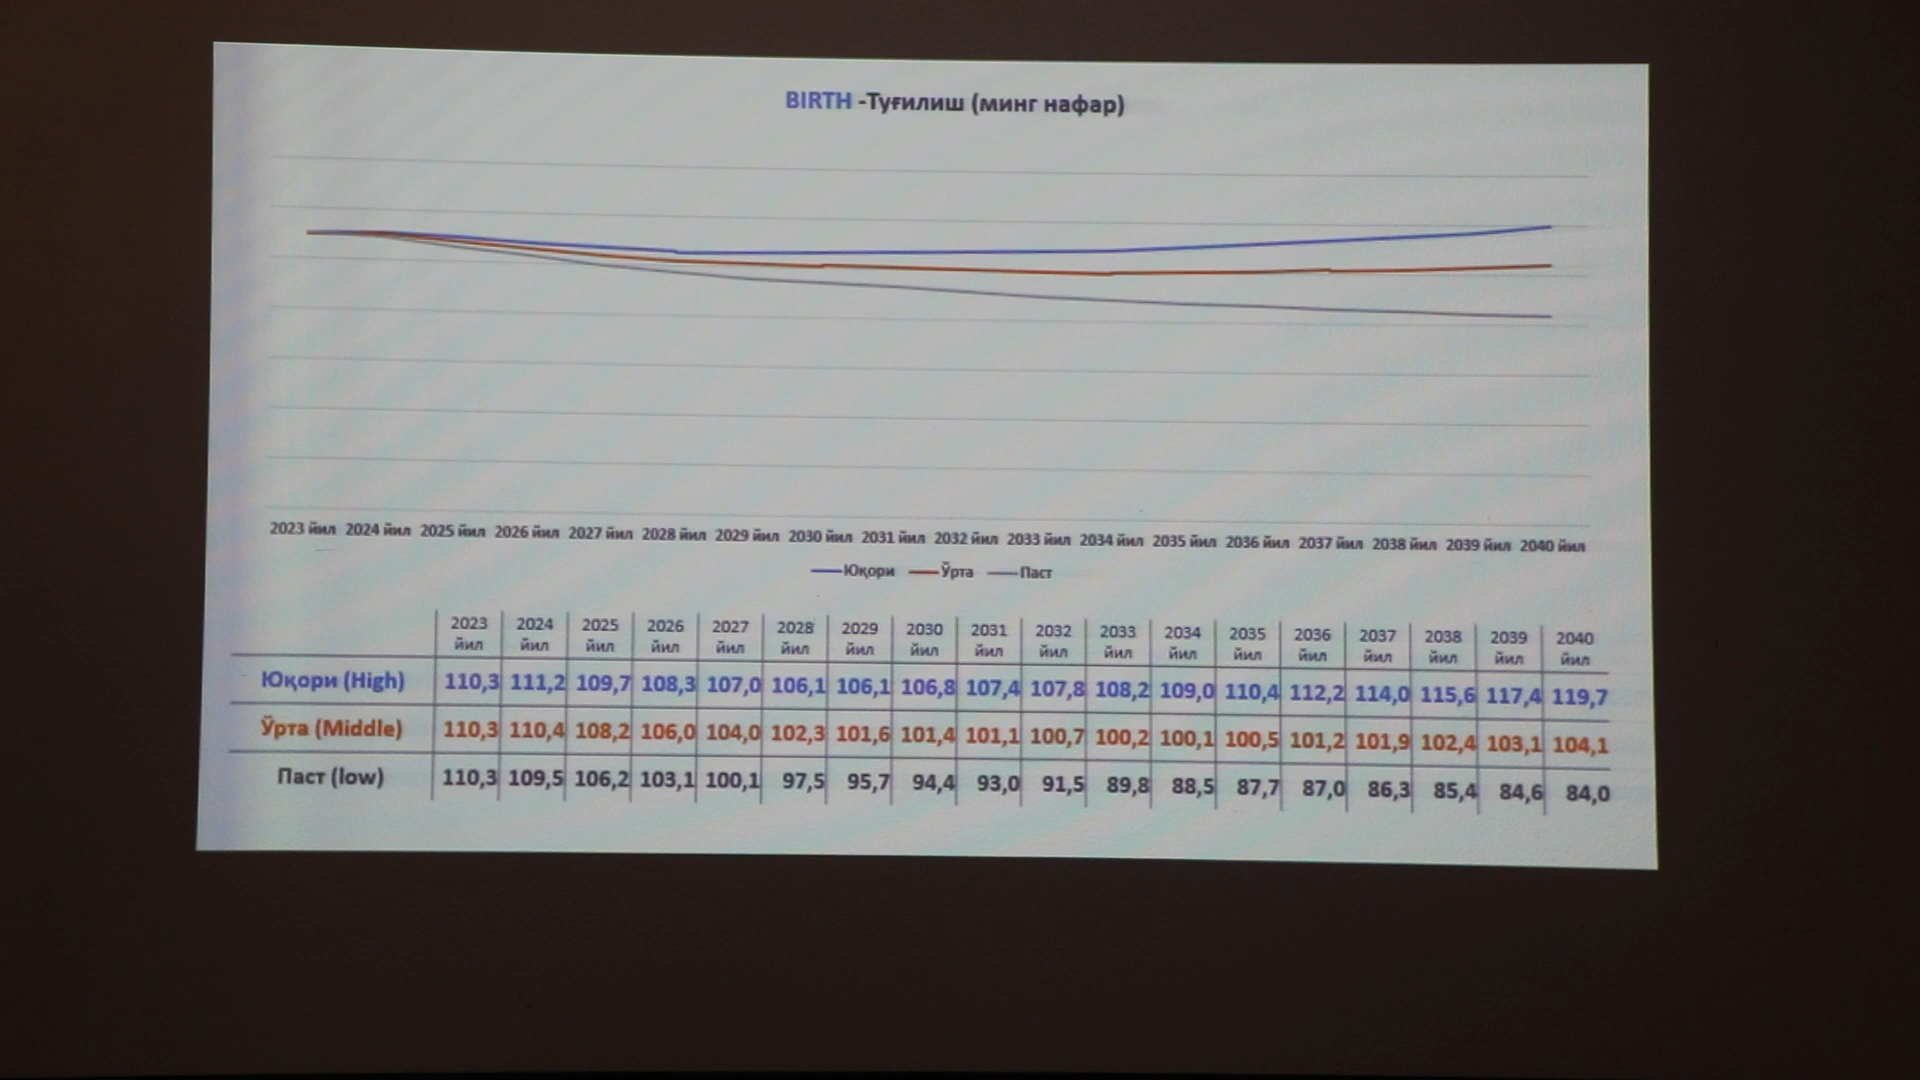 BIRTH -Туғилиш (минг нафар)
2023 йил 2024 йил 2025 йил 2026 йил 2027 йил 2028 йил 2029 йил 2030 йил 2031 йил 2032 йил 2033 йил 2034 йил 2035 йил 2036 йил 2037 йил 2038 йил 2039 йил 2040 йил
Юқори Ўрта Паст
2023 йил 2024 йил 2025 йил 2026 йил 2027 йил 2028 йил 2029 йил 2030 йил 2031 йил 2032 йил 2033 йил 2034 йил 2035 йил 2036 йил 2037 йил 2038 йил 2039 йил 2040 йил
Юқори (High) 110,3 111,2 109,7 108,3 107,0 106,1 106,1 106,8 107,4 107,8 108,2 109,0 110,4 112,2 114,0 115,6 117,4 119,7
Ўрта (Middle) 110,3 110,4 108,2 106,0 104,0 102,3 101,6 101,4 101,1 100,7 100,2 100,1 100,5 101,2 101,9 102,4 103,1 104,1
Паст (low) 110,3 109,5 106,2 103,1 100,1 97,5 95,7 94,4 93,0 91,5 89,8 88,5 87,7 87,0 86,3 85,4 84,6 84,0